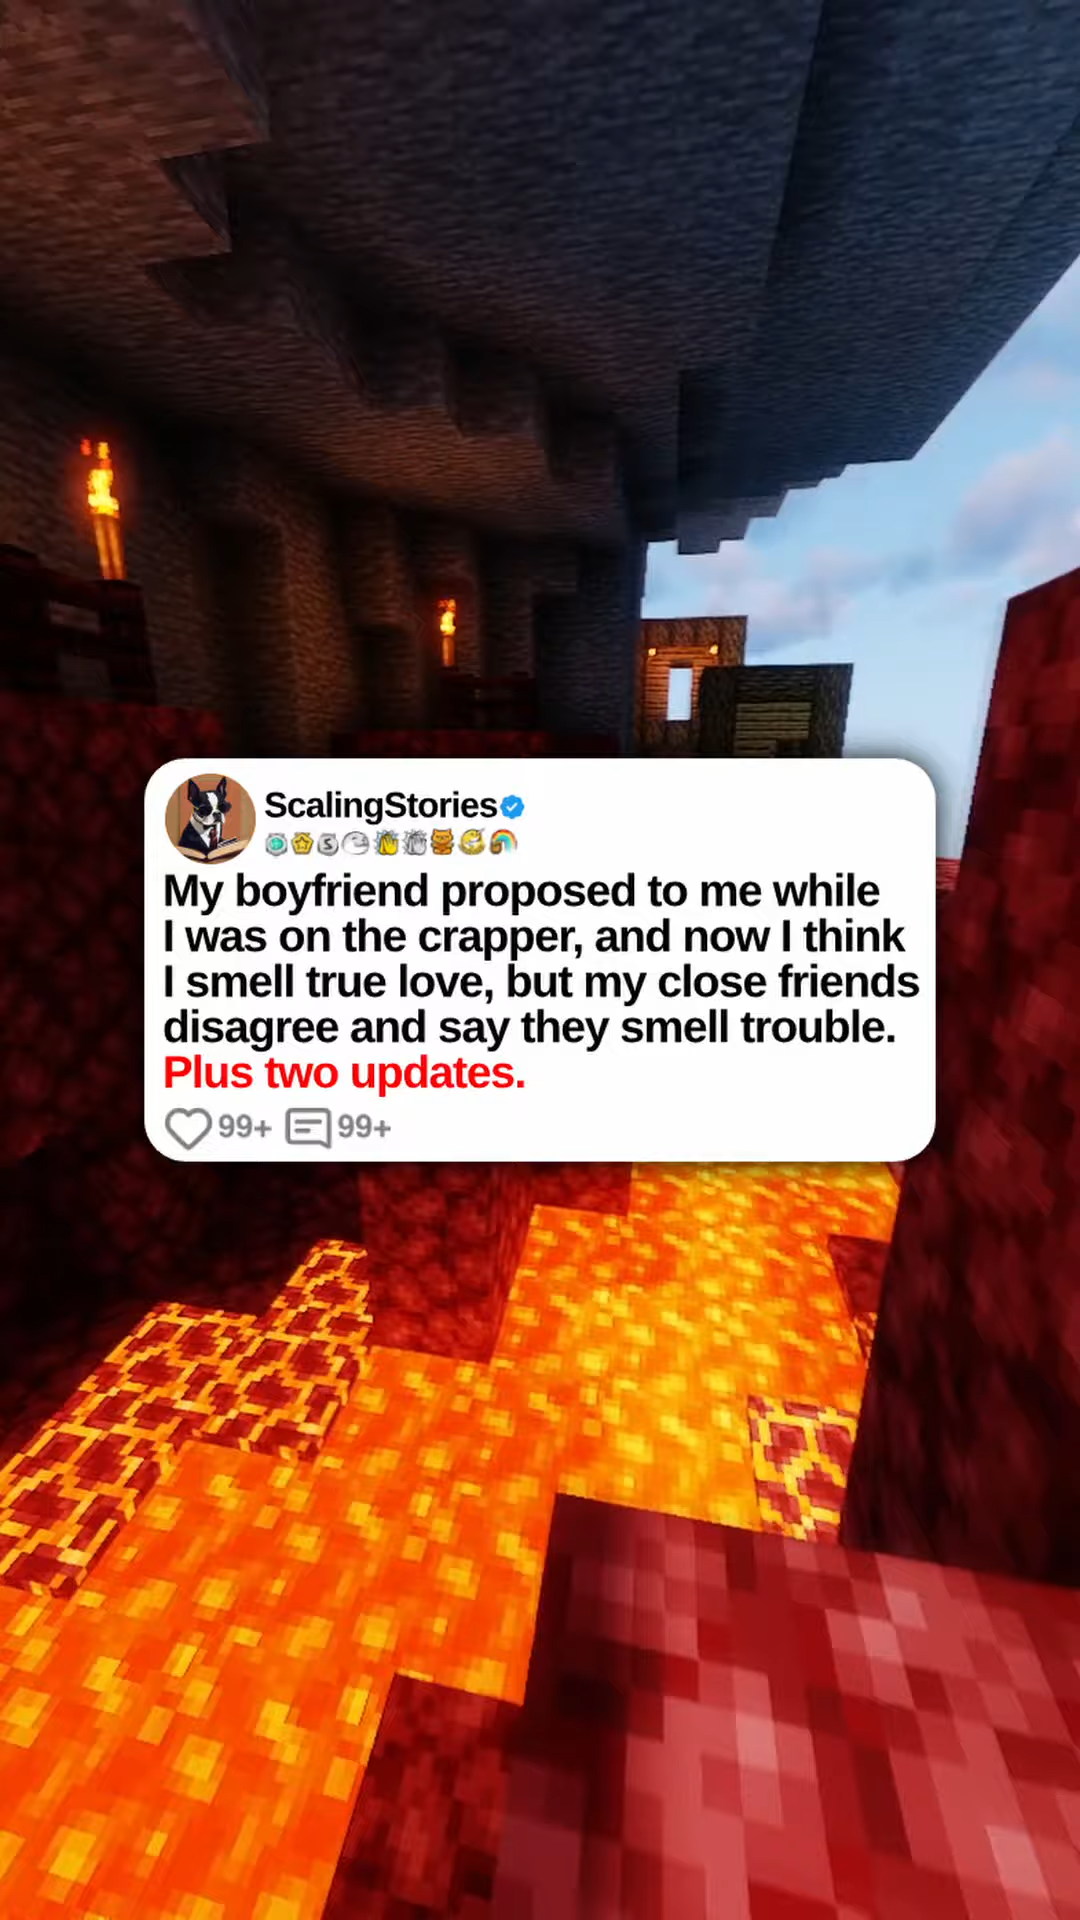 ScalingStories
My boyfriend proposed to me while
I was on the crapper, and now I think
I smell true love, but my close friends
disagree and say they smell trouble.
Plus two updates.
99+ 99+